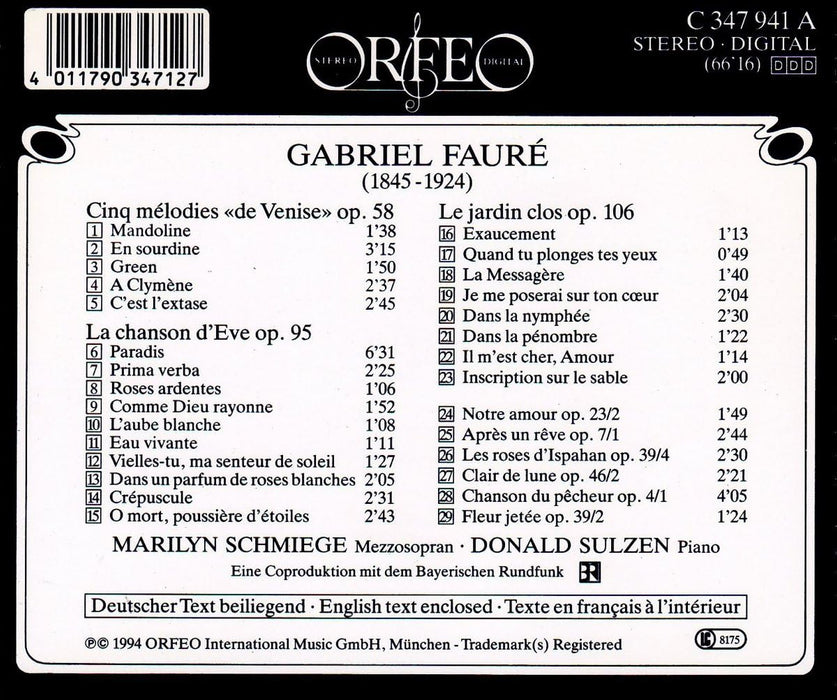 4 011790 347127
STEREO ORFEO DIGITAL
C 347 941 A
STEREO · DIGITAL
(66'16) DDD
GABRIEL FAURÉ
(1845-1924)
Cinq mélodies «de Venise» op. 58
1 Mandoline 1'38
2 En sourdine 3'15
3 Green 1'50
4 A Clymène 2'37
5 C'est l'extase 2'45
La chanson d'Eve op. 95
6 Paradis 6'31
7 Prima verba 2'25
8 Roses ardentes 1'06
9 Comme Dieu rayonne 1'52
10 L'aube blanche 1'08
11 Eau vivante 1'11
12 Vielles-tu, ma senteur de soleil 1'27
13 Dans un parfum de roses blanches 2'05
14 Crépuscule 2'31
15 O mort, poussière d'étoiles 2'43
Le jardin clos op. 106
16 Exaucement 1'13
17 Quand tu plonges tes yeux 0'49
18 La Messagère 1'40
19 Je me poserai sur ton cœur 2'04
20 Dans la nymphée 2'30
21 Dans la pénombre 1'22
22 Il m'est cher, Amour 1'14
23 Inscription sur le sable 2'00
24 Notre amour op. 23/2 1'49
25 Après un rêve op. 7/1 2'44
26 Les roses d'Ispahan op. 39/4 2'30
27 Clair de lune op. 46/2 2'21
28 Chanson du pêcheur op. 4/1 4'05
29 Fleur jetée op. 39/2 1'24
MARILYN SCHMIEGE Mezzosopran · DONALD SULZEN Piano
Eine Coproduktion mit dem Bayerischen Rundfunk BR
Deutscher Text beiliegend · English text enclosed · Texte en français à l'intérieur
℗© 1994 ORFEO International Music GmbH, München - Trademark(s) Registered
LC 8175